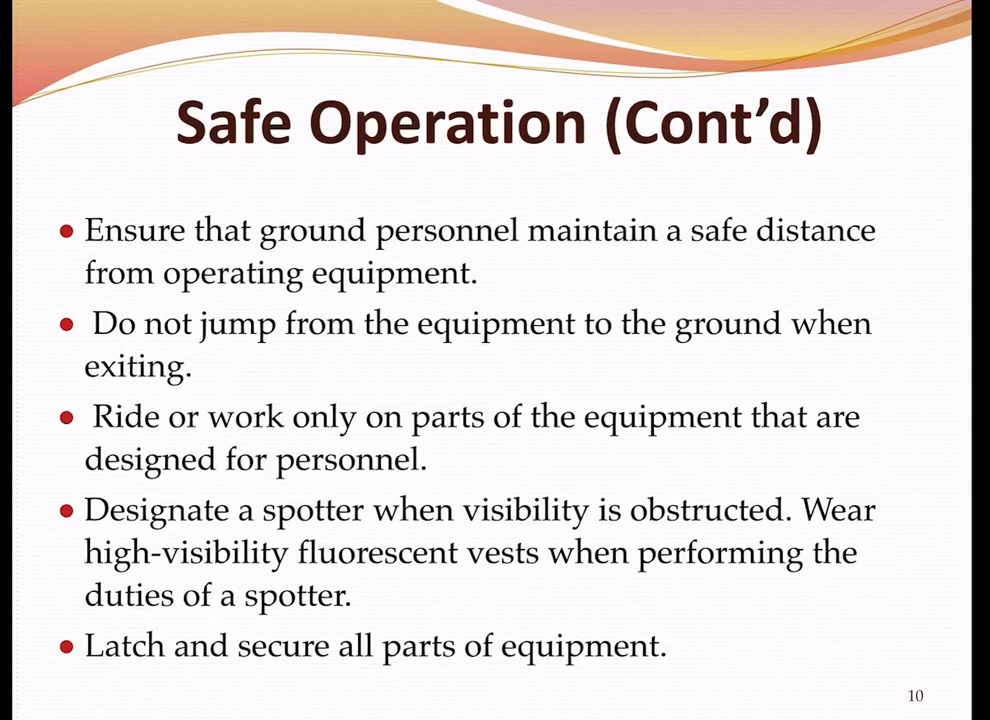 Safe Operation (Cont’d)
• Ensure that ground personnel maintain a safe distance
from operating equipment.
• Do not jump from the equipment to the ground when
exiting.
• Ride or work only on parts of the equipment that are
designed for personnel.
• Designate a spotter when visibility is obstructed. Wear
high-visibility fluorescent vests when performing the
duties of a spotter.
• Latch and secure all parts of equipment.
10